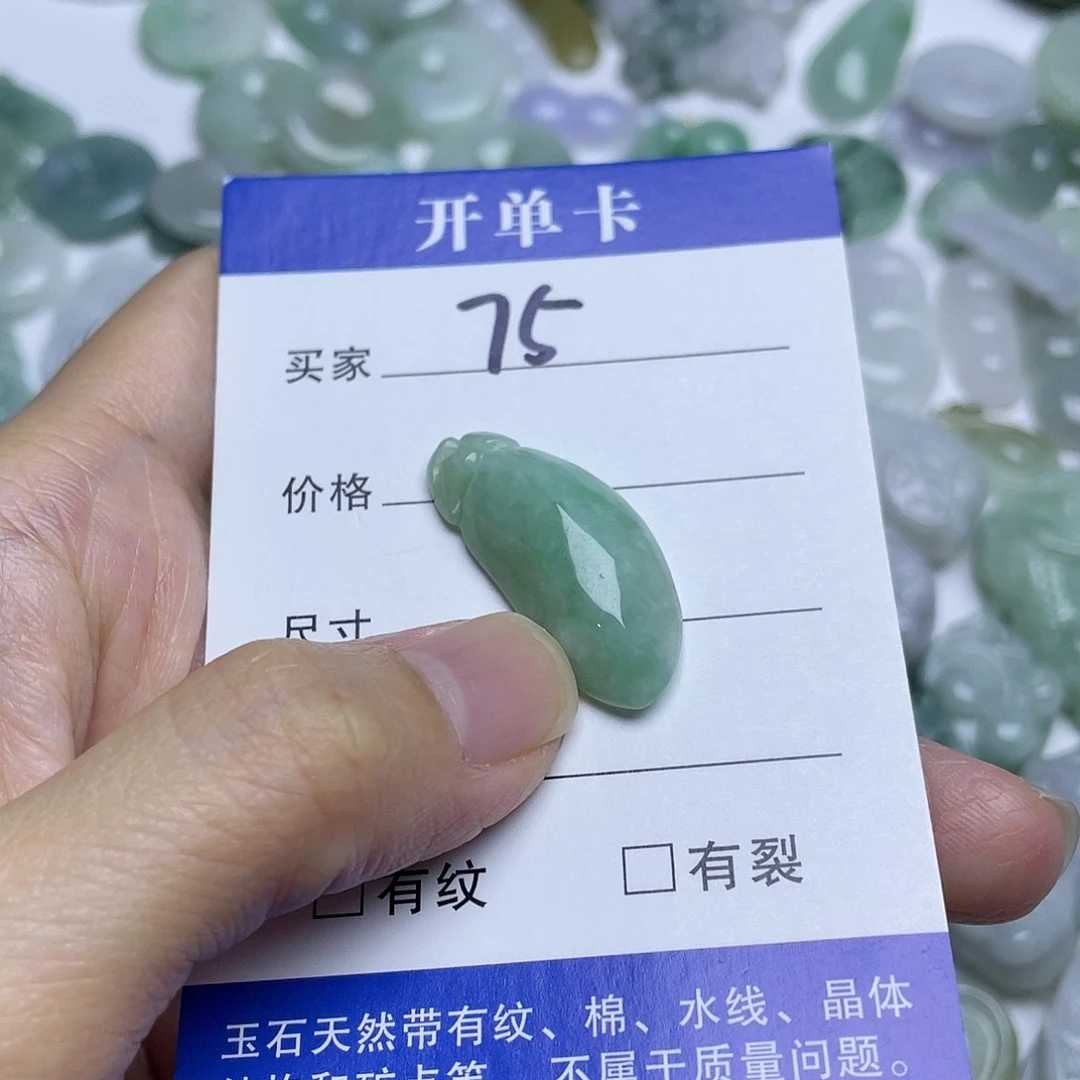 开单卡
买家 75
价格
尺寸
有纹 有裂
玉石天然带有纹、棉、水线、晶体
不属于质量问题。